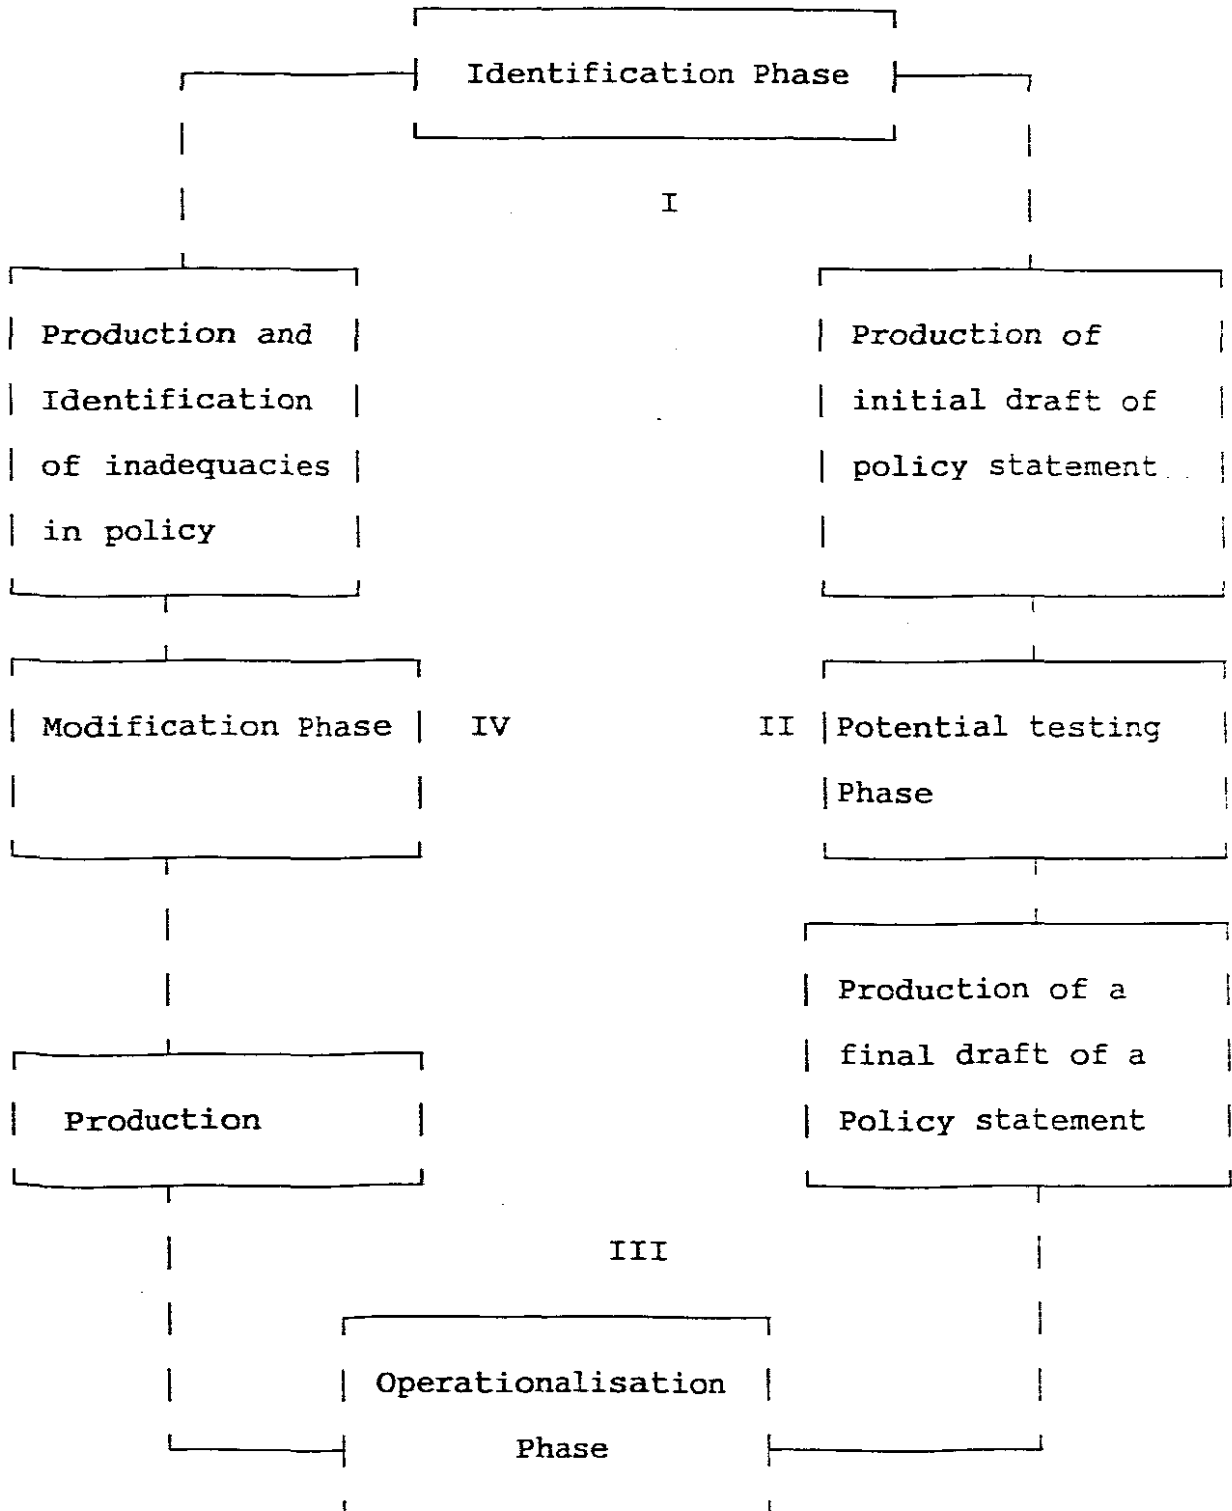 Identification Phase
I
Production and
Identification
of inadequacies
in policy
Production of
initial draft of
policy statement
Modification Phase
IV
II
Potential testing
Phase
Production of a
final draft of a
Policy statement
Production
III
Operationalisation
Phase